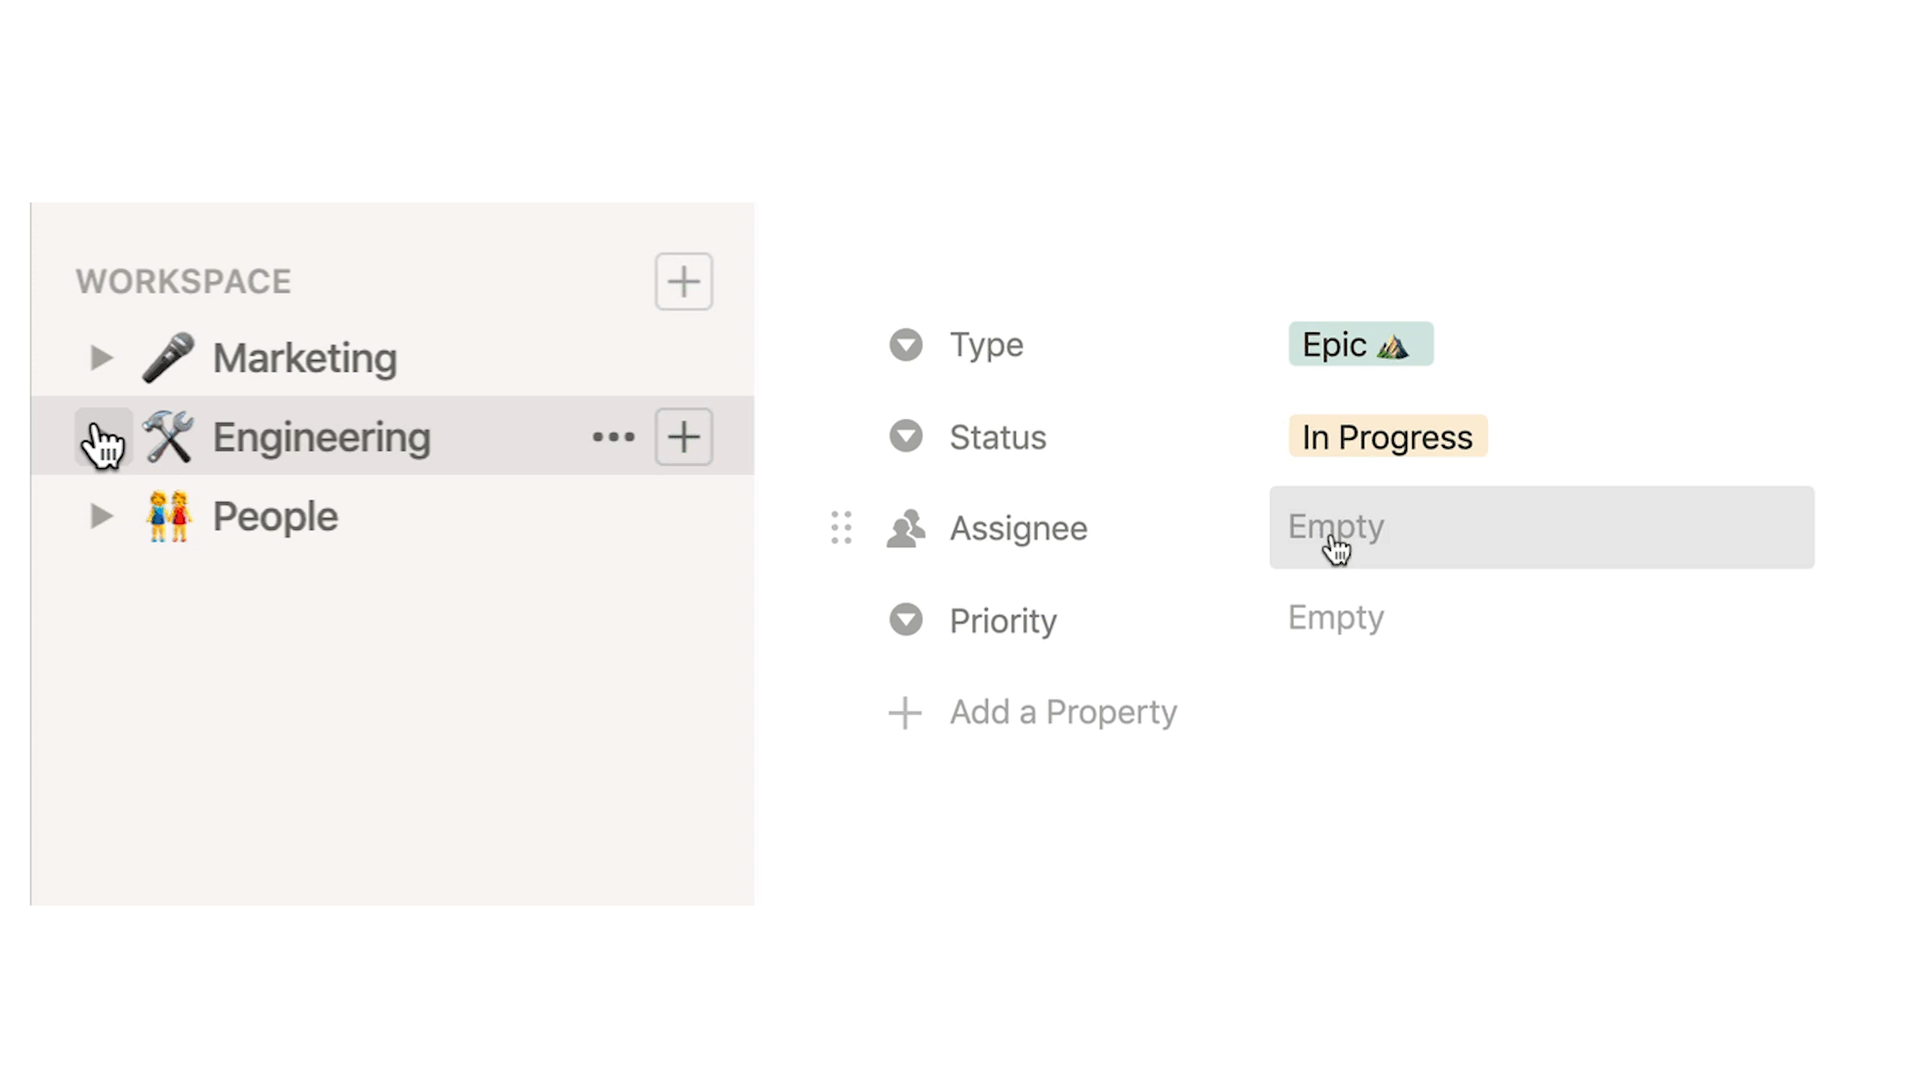 WORKSPACE
Marketing
Engineering
People
Type
Epic
Status
In Progress
Assignee
Empty
Priority
Empty
Add a Property